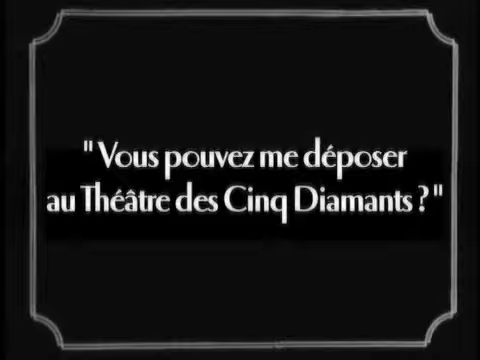 " Vous pouvez me déposer
au Théâtre des Cinq Diamants ? "